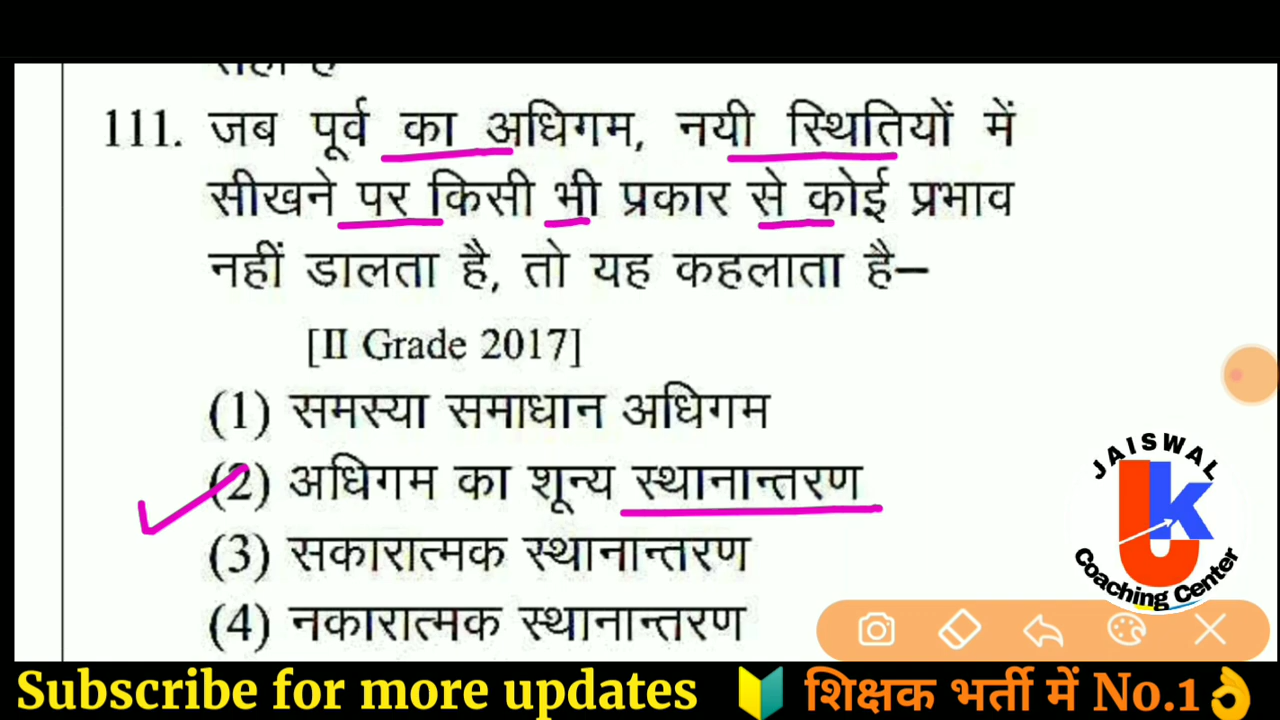 111. जब पूर्व का अधिगम, नयी स्थितियों में
सीखने पर किसी भी प्रकार से कोई प्रभाव
नहीं डालता है, तो यह कहलाता है–
[II Grade 2017]
(1) समस्या समाधान अधिगम
(2) अधिगम का शून्य स्थानान्तरण
(3) सकारात्मक स्थानान्तरण
(4) नकारात्मक स्थानान्तरण
JAISWAL
JK
Coaching Center
Subscribe for more updates 🔰 शिक्षक भर्ती में No.1👌